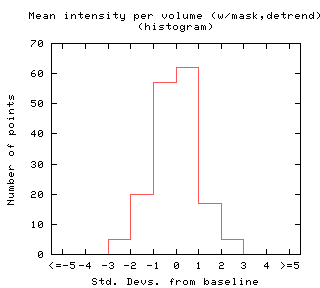 Mean intensity per volume (w/mask,detrend)
(histogram)
70
60
50
40
30
20
10
0
Number of points
<=-5 -4 -3 -2 -1 0 1 2 3 4 >=5
Std. Devs. from baseline